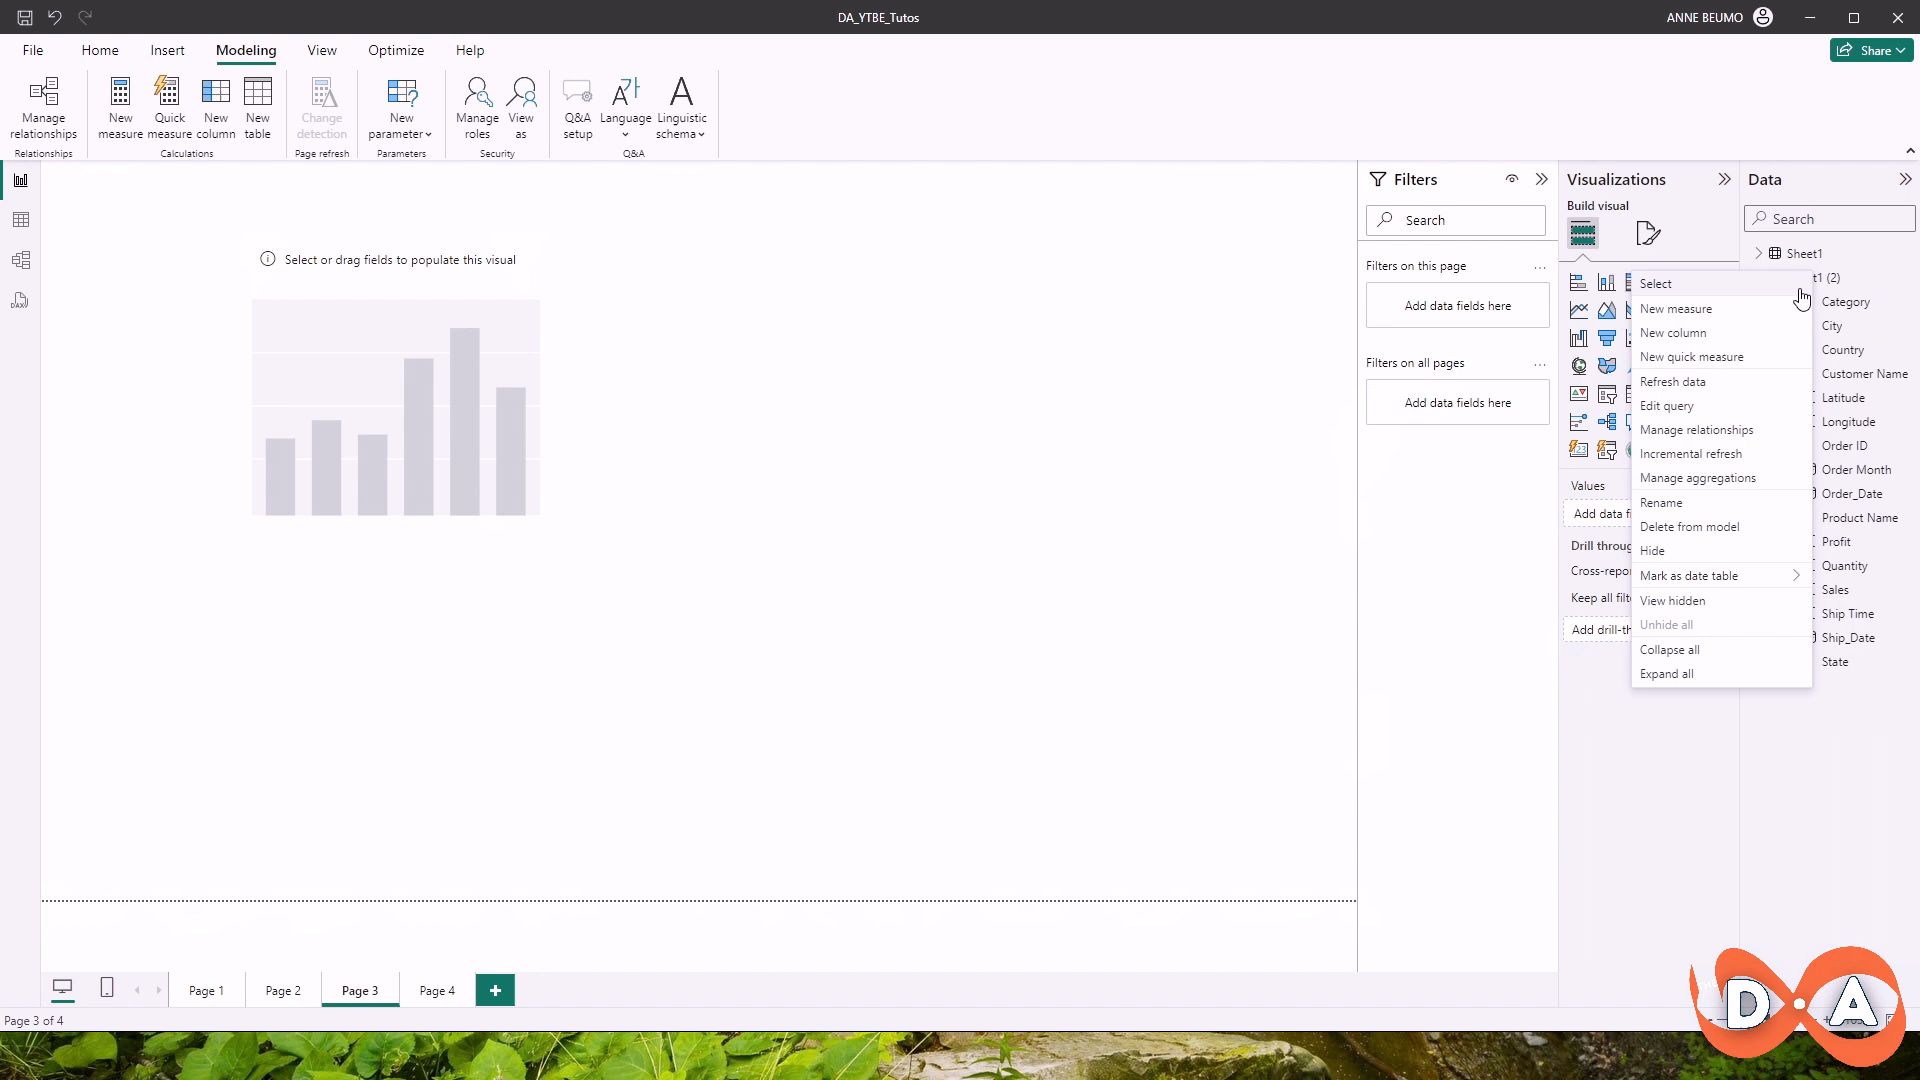 DA_YTBE_Tutos
ANNE BEUMO
File Home Insert Modeling View Optimize Help
Share
Manage relationships
New measure
Quick measure
New column
New table
Change detection
New parameter
Manage roles
View as
Q&A setup
Language
Linguistic schema
Relationships
Calculations
Page refresh
Parameters
Security
Q&A
DAX
Select or drag fields to populate this visual
Filters
Search
Filters on this page
...
Add data fields here
Filters on all pages
...
Add data fields here
Visualizations
Build visual
123
Values
Add data fi
Drill throug
Cross-repo
Keep all filt
Add drill-th
Select
New measure
New column
New quick measure
Refresh data
Edit query
Manage relationships
Incremental refresh
Manage aggregations
Rename
Delete from model
Hide
Mark as date table
View hidden
Unhide all
Collapse all
Expand all
Data
Search
Sheet1
t1 (2)
Category
City
Country
Customer Name
Latitude
Longitude
Order ID
Order Month
Order_Date
Product Name
Profit
Quantity
Sales
Ship Time
Ship_Date
State
Page 1
Page 2
Page 3
Page 4
+
Page 3 of 4
D A